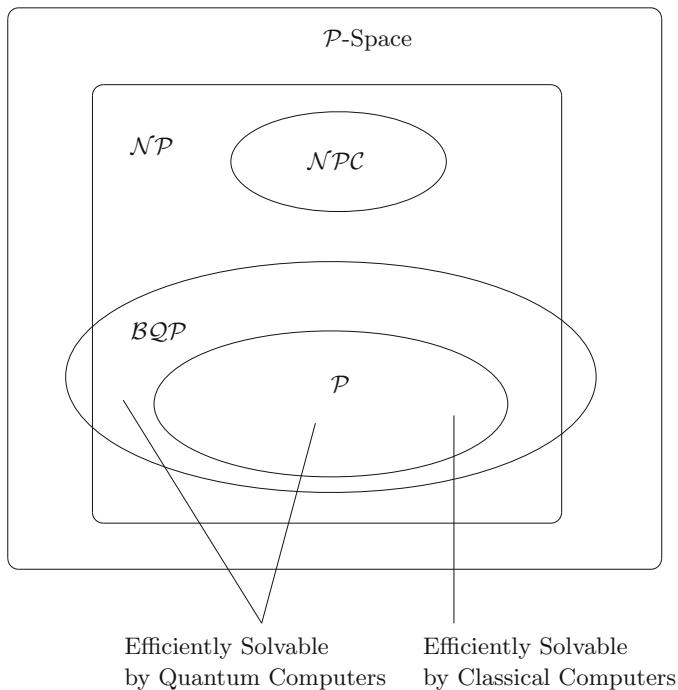 𝒫-Space
𝒩𝒫
𝒩𝒫𝒞
ℬ𝒬𝒫
𝒫
Efficiently Solvable
by Quantum Computers
Efficiently Solvable
by Classical Computers